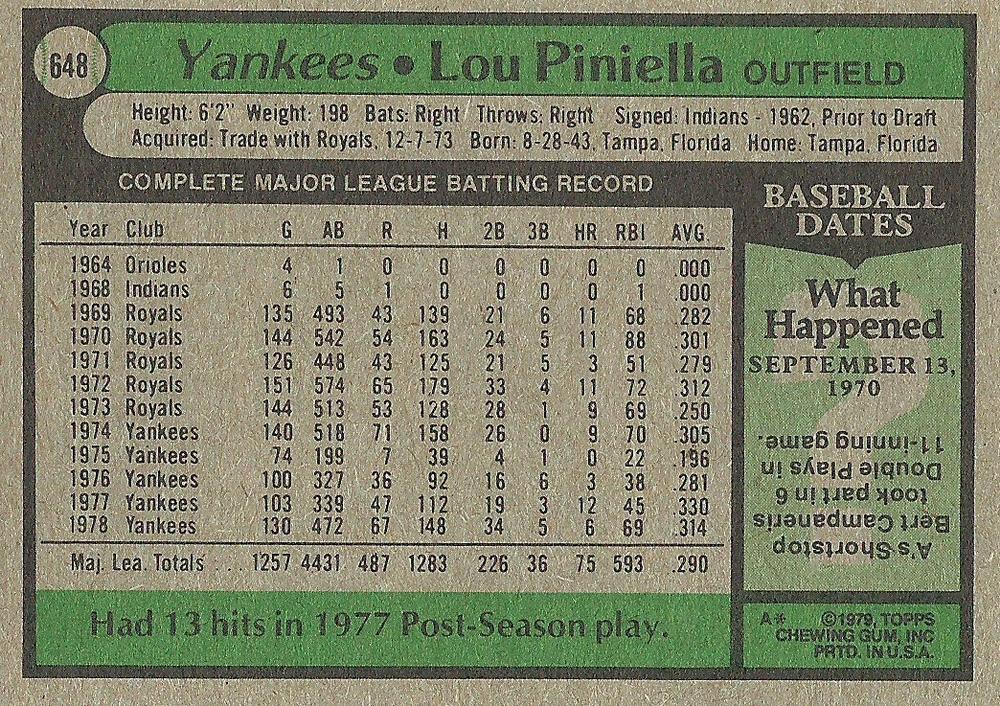 648
Yankees • Lou Piniella OUTFIELD
Height: 6'2" Weight: 198 Bats: Right Throws: Right Signed: Indians - 1962, Prior to Draft
Acquired: Trade with Royals, 12-7-73 Born: 8-28-43, Tampa, Florida Home: Tampa, Florida
COMPLETE MAJOR LEAGUE BATTING RECORD
Year Club G AB R H 2B 3B HR RBI AVG.
1964 Orioles 4 1 0 0 0 0 0 0 .000
1968 Indians 6 5 1 0 0 0 0 1 .000
1969 Royals 135 493 43 139 21 6 11 68 .282
1970 Royals 144 542 54 163 24 5 11 88 .301
1971 Royals 126 448 43 125 21 5 3 51 .279
1972 Royals 151 574 65 179 33 4 11 72 .312
1973 Royals 144 513 53 128 28 1 9 69 .250
1974 Yankees 140 518 71 158 26 0 9 70 .305
1975 Yankees 74 199 7 39 4 1 0 22 .196
1976 Yankees 100 327 36 92 16 6 3 38 .281
1977 Yankees 103 339 47 112 19 3 12 45 .330
1978 Yankees 130 472 67 148 34 5 6 69 .314
Maj. Lea. Totals ... 1257 4431 487 1283 226 36 75 593 .290
Had 13 hits in 1977 Post-Season play.
BASEBALL
DATES
What
Happened
SEPTEMBER 13,
1970
A's Shortstop
Bert Campaneris
took part in 6
Double Plays in
11-inning game.
A* ©1979, TOPPS
CHEWING GUM, INC
PRTD. IN U.S.A.